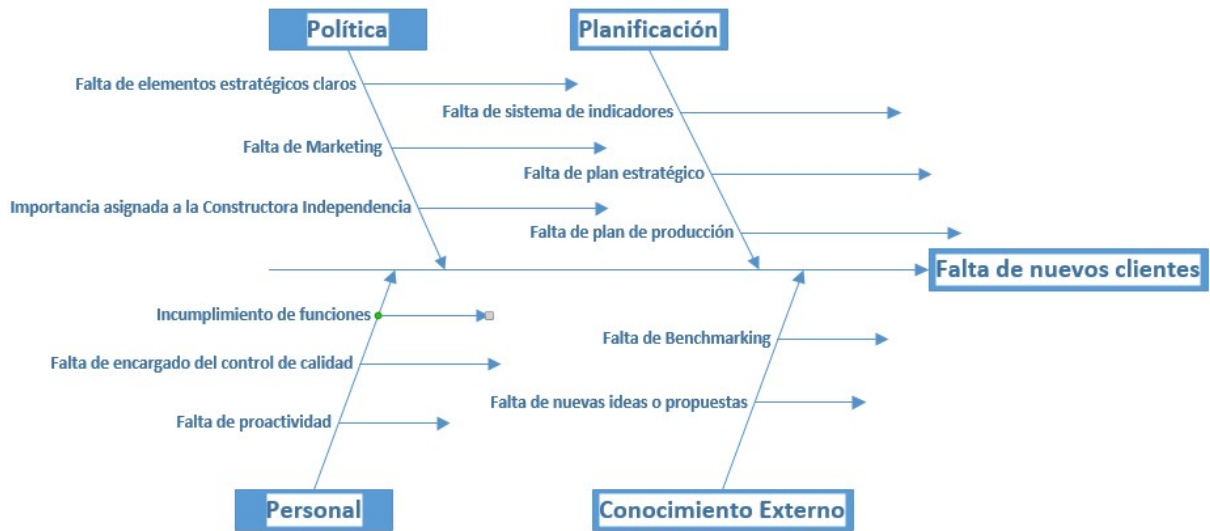 Política
Planificación
Falta de elementos estratégicos claros
Falta de sistema de indicadores
Falta de Marketing
Falta de plan estratégico
Importancia asignada a la Constructora Independencia
Falta de plan de producción
Falta de nuevos clientes
Incumplimiento de funciones
Falta de Benchmarking
Falta de encargado del control de calidad
Falta de nuevas ideas o propuestas
Falta de proactividad
Personal
Conocimiento Externo